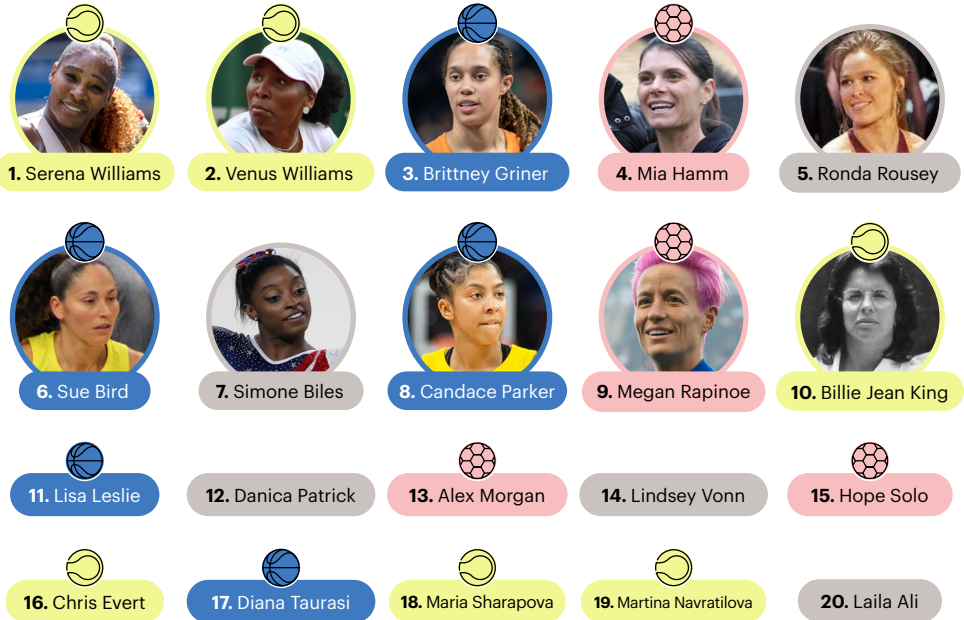 1. Serena Williams
2. Venus Williams
3. Brittney Griner
4. Mia Hamm
5. Ronda Rousey
6. Sue Bird
7. Simone Biles
8. Candace Parker
9. Megan Rapinoe
10. Billie Jean King
11. Lisa Leslie
12. Danica Patrick
13. Alex Morgan
14. Lindsey Vonn
15. Hope Solo
16. Chris Evert
17. Diana Taurasi
18. Maria Sharapova
19. Martina Navratilova
20. Laila Ali